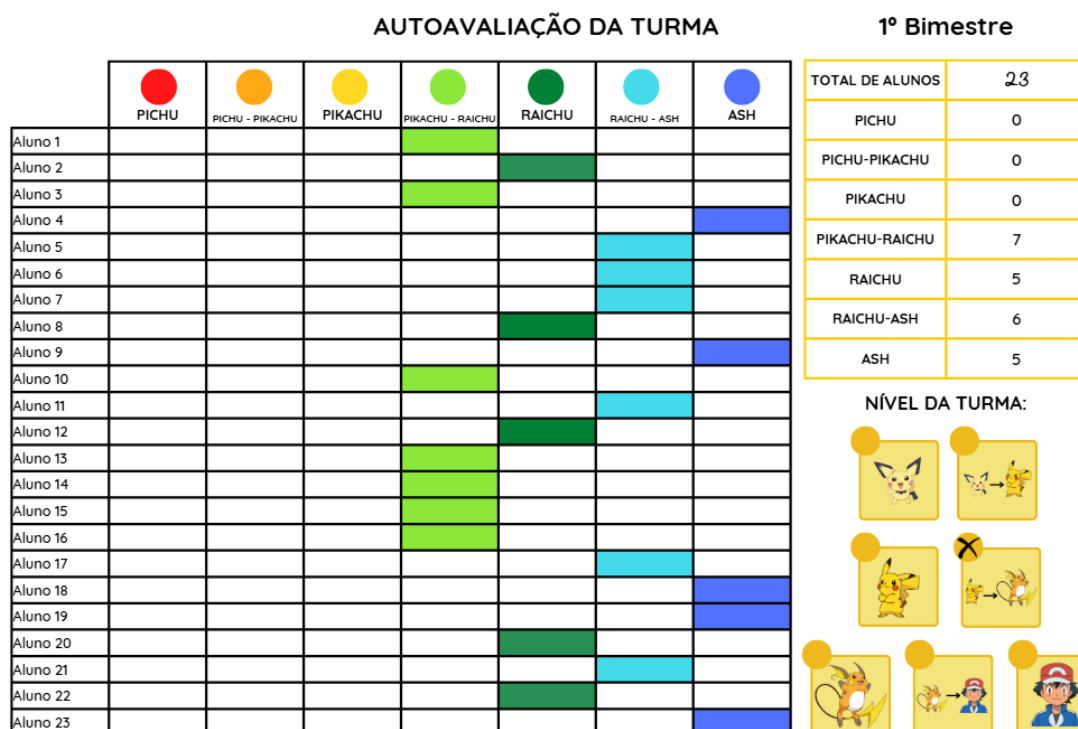 AUTOAVALIAÇÃO DA TURMA
1º Bimestre
PICHU
PICHU - PIKACHU
PIKACHU
PIKACHU - RAICHU
RAICHU
RAICHU - ASH
ASH
Aluno 1
Aluno 2
Aluno 3
Aluno 4
Aluno 5
Aluno 6
Aluno 7
Aluno 8
Aluno 9
Aluno 10
Aluno 11
Aluno 12
Aluno 13
Aluno 14
Aluno 15
Aluno 16
Aluno 17
Aluno 18
Aluno 19
Aluno 20
Aluno 21
Aluno 22
Aluno 23
TOTAL DE ALUNOS 23
PICHU 0
PICHU-PIKACHU 0
PIKACHU 0
PIKACHU-RAICHU 7
RAICHU 5
RAICHU-ASH 6
ASH 5
NÍVEL DA TURMA: